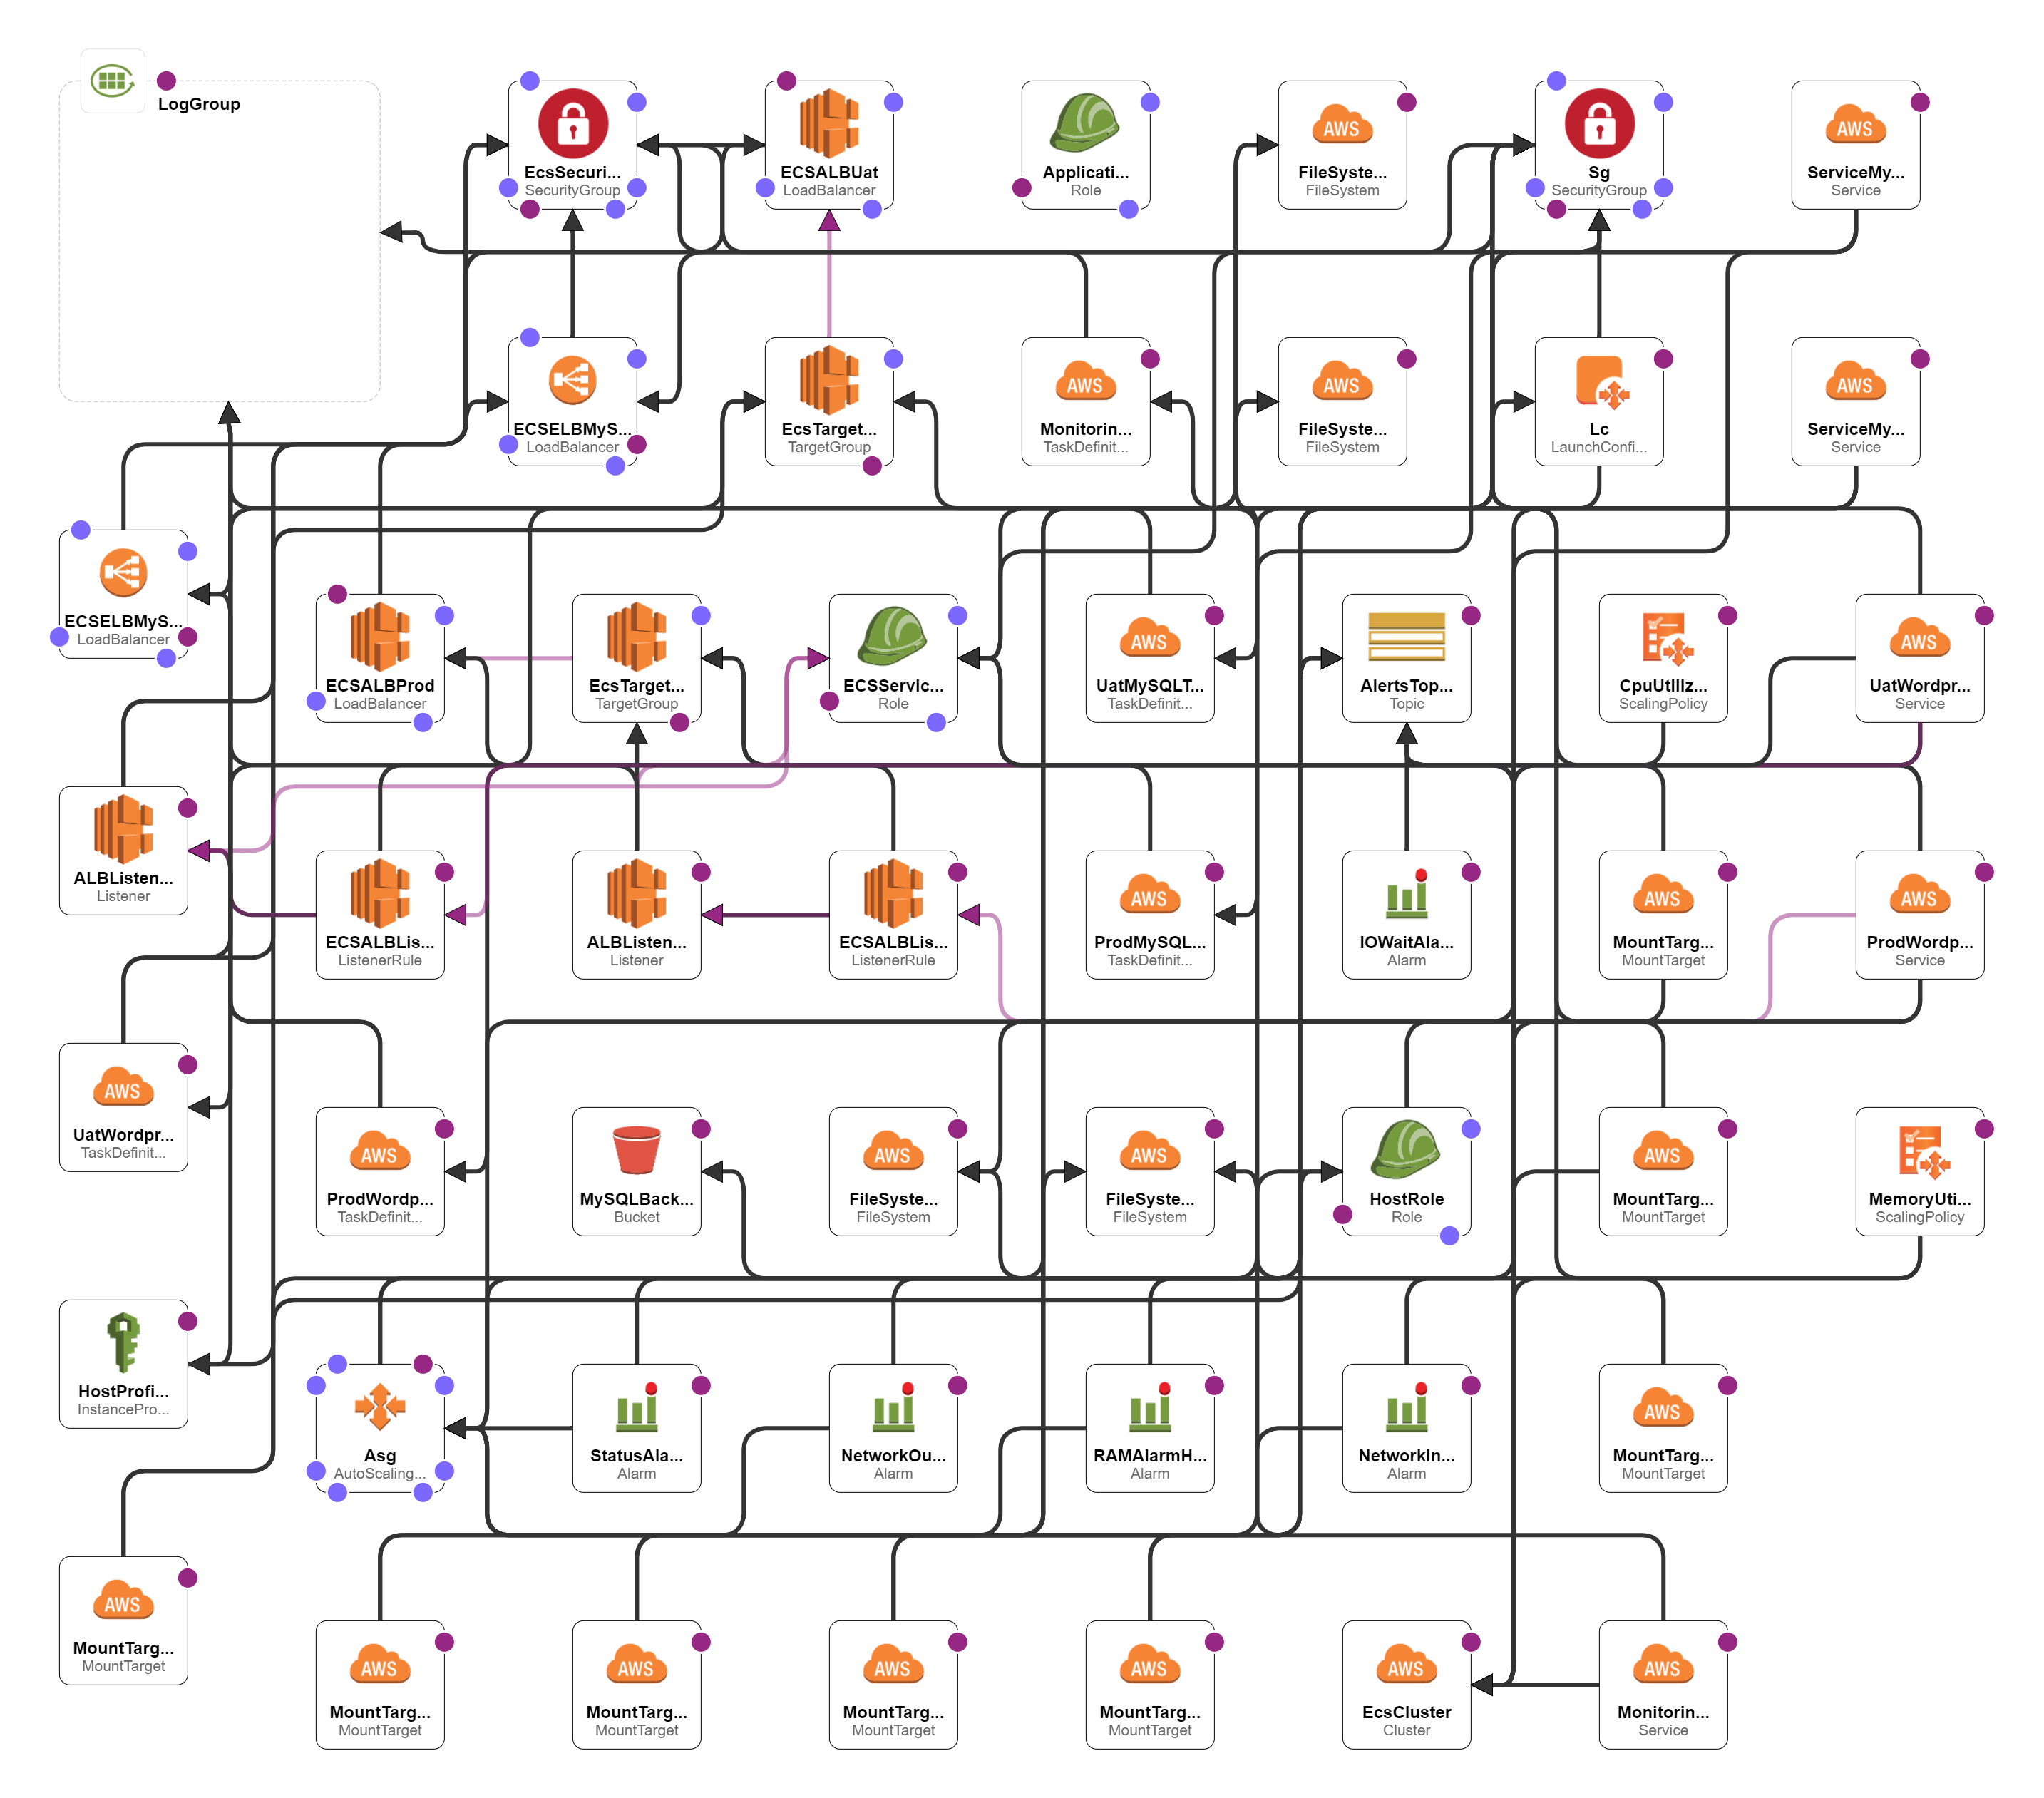 LogGroup
EcsSecuri...
SecurityGroup
ECSALBUat
LoadBalancer
Applicati...
Role
AWS
FileSyste...
FileSystem
Sg
SecurityGroup
AWS
ServiceMy...
Service
ECSELBMyS...
LoadBalancer
EcsTarget...
TargetGroup
AWS
Monitorin...
TaskDefinit...
AWS
FileSyste...
FileSystem
Lc
LaunchConfi...
AWS
ServiceMy...
Service
ECSELBMyS...
LoadBalancer
ECSALBProd
LoadBalancer
EcsTarget...
TargetGroup
ECSServic...
Role
AWS
UatMySQLT...
TaskDefinit...
AlertsTop...
Topic
CpuUtiliz...
ScalingPolicy
AWS
UatWordpr...
Service
ALBListen...
Listener
ECSALBLis...
ListenerRule
ALBListen...
Listener
ECSALBLis...
ListenerRule
AWS
ProdMySQL...
TaskDefinit...
IOWaitAla...
Alarm
AWS
MountTarg...
MountTarget
AWS
ProdWordp...
Service
AWS
UatWordpr...
TaskDefinit...
AWS
ProdWordp...
TaskDefinit...
MySQLBack...
Bucket
AWS
FileSyste...
FileSystem
AWS
FileSyste...
FileSystem
HostRole
Role
AWS
MountTarg...
MountTarget
MemoryUti...
ScalingPolicy
HostProfi...
InstancePro...
Asg
AutoScaling...
StatusAla...
Alarm
NetworkOu...
Alarm
RAMAlarmH...
Alarm
NetworkIn...
Alarm
AWS
MountTarg...
MountTarget
AWS
MountTarg...
MountTarget
AWS
MountTarg...
MountTarget
AWS
MountTarg...
MountTarget
AWS
MountTarg...
MountTarget
AWS
MountTarg...
MountTarget
AWS
EcsCluster
Cluster
AWS
Monitorin...
Service